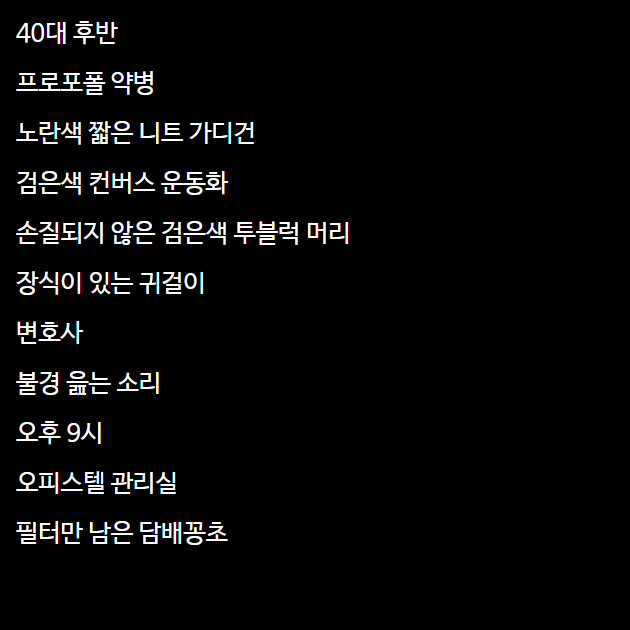 40대 후반
프로포폴 약병
노란색 짧은 니트 가디건
검은색 컨버스 운동화
손질되지 않은 검은색 투블럭 머리
장식이 있는 귀걸이
변호사
불경 읊는 소리
오후 9시
오피스텔 관리실
필터만 남은 담배꽁초